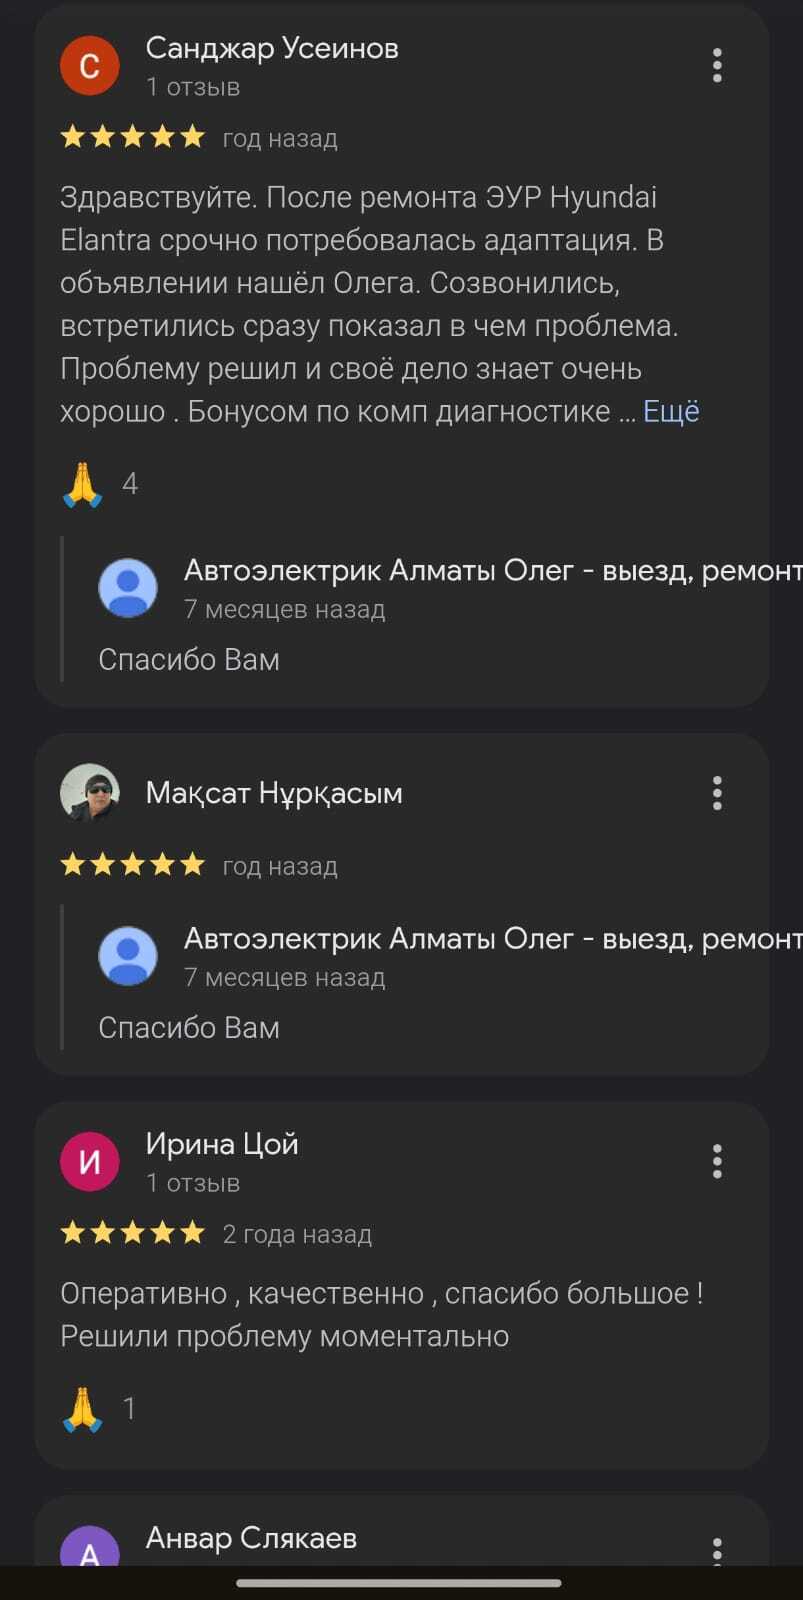 С
Санджар Усеинов
1 отзыв
год назад
Здравствуйте. После ремонта ЭУР Hyundai
Elantra срочно потребовалась адаптация. В
объявлении нашёл Олега. Созвонились,
встретились сразу показал в чем проблема.
Проблему решил и своё дело знает очень
хорошо . Бонусом по комп диагностике ... Ещё
4
Автоэлектрик Алматы Олег - выезд, ремонт
7 месяцев назад
Спасибо Вам
Мақсат Нұрқасым
год назад
Автоэлектрик Алматы Олег - выезд, ремонт
7 месяцев назад
Спасибо Вам
И
Ирина Цой
1 отзыв
2 года назад
Оперативно , качественно , спасибо большое !
Решили проблему моментально
1
А
Анвар Слякаев